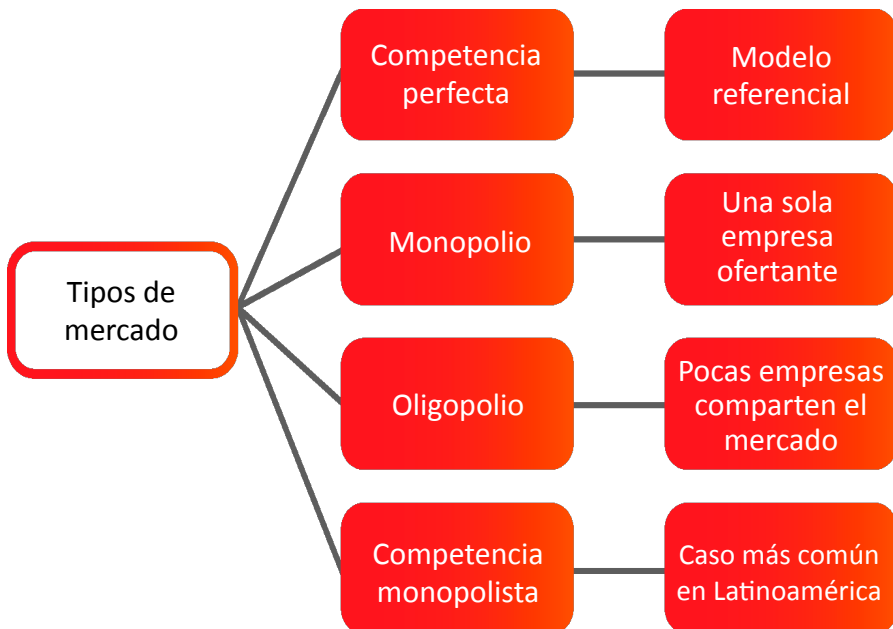 Tipos de
mercado
Competencia
perfecta
Modelo
referencial
Monopolio
Una sola
empresa
ofertante
Oligopolio
Pocas empresas
comparten el
mercado
Competencia
monopolista
Caso más común
en Latinoamérica